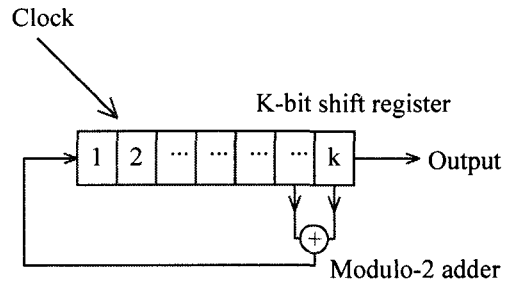 Clock
K-bit shift register
1 2 ... ... ... ... k
Output
+
Modulo-2 adder